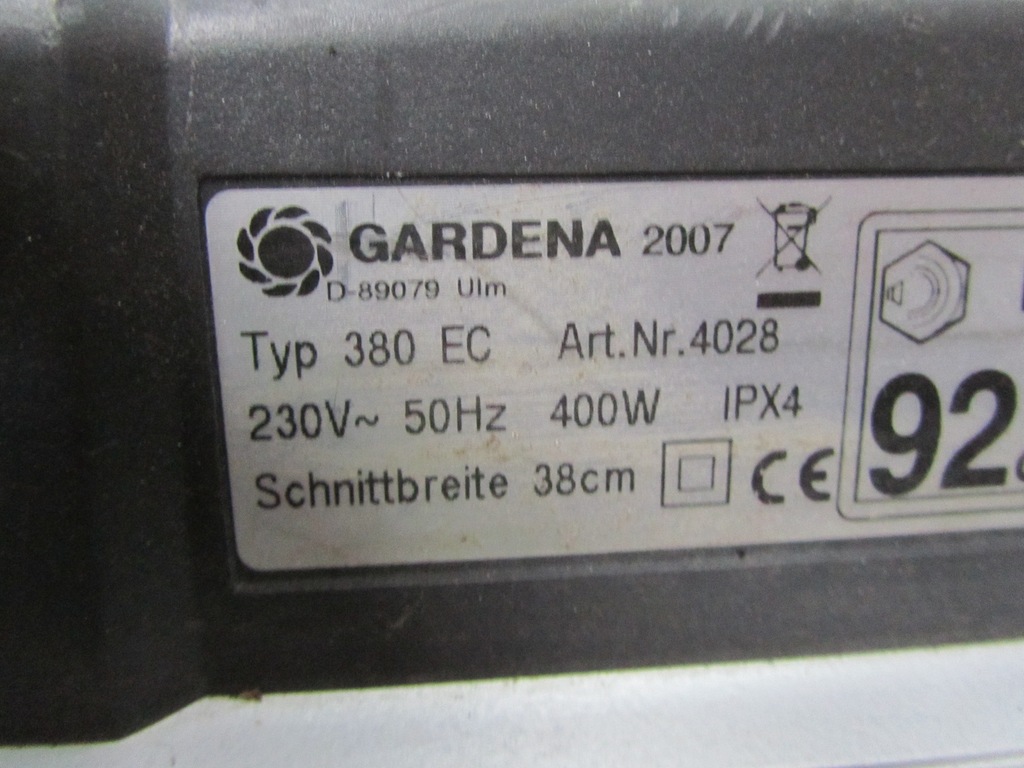 GARDENA 2007
D-89079 Ulm
Typ 380 EC Art.Nr.4028
230V~ 50Hz 400W IPX4
Schnittbreite 38cm CE
92